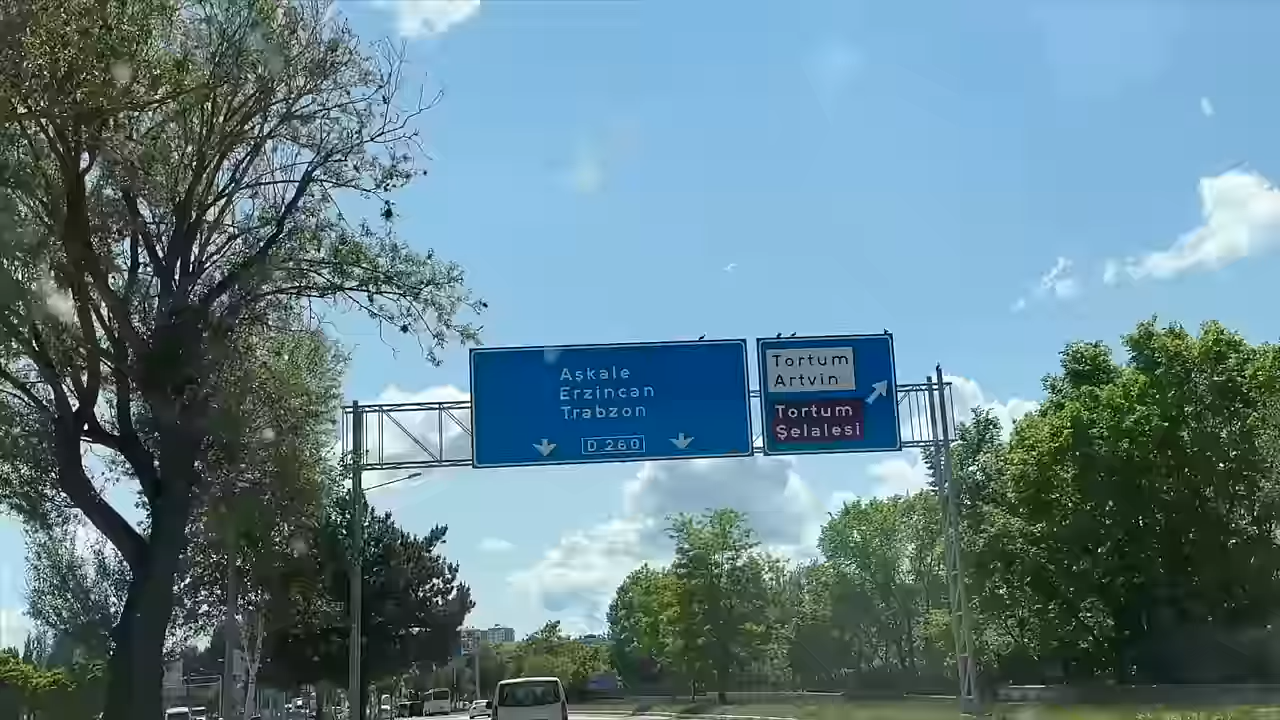 Aşkale
Erzincan
Trabzon
D 260
Tortum
Artvin
Tortum
Şelalesi